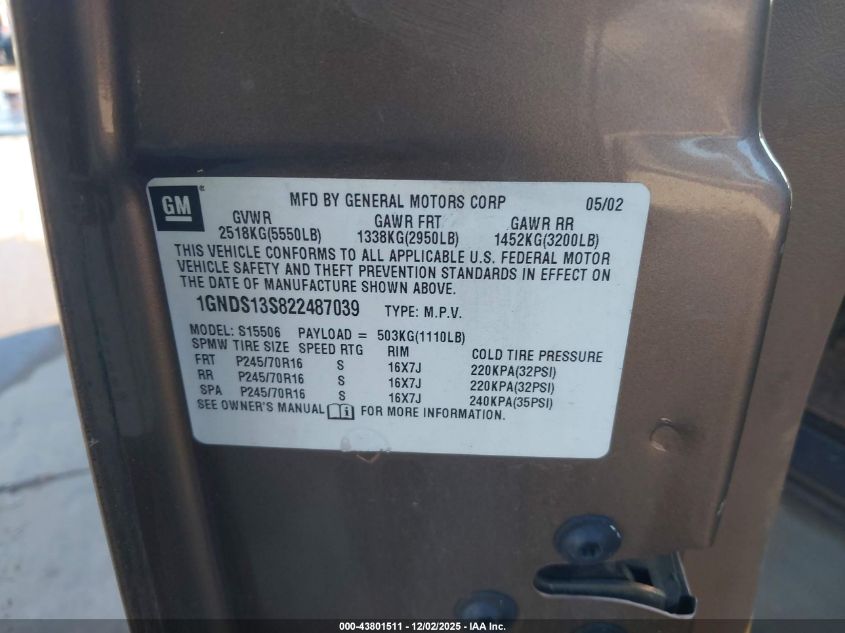 GM
MFD BY GENERAL MOTORS CORP 05/02
GVWR GAWR FRT GAWR RR
2518KG(5550LB) 1338KG(2950LB) 1452KG(3200LB)
THIS VEHICLE CONFORMS TO ALL APPLICABLE U.S. FEDERAL MOTOR
VEHICLE SAFETY AND THEFT PREVENTION STANDARDS IN EFFECT ON
THE DATE OF MANUFACTURE SHOWN ABOVE.
1GNDS13S822487039 TYPE: M.P.V.
MODEL: S15506 PAYLOAD = 503KG(1110LB)
SPMW TIRE SIZE SPEED RTG RIM COLD TIRE PRESSURE
FRT P245/70R16 S 16X7J 220KPA(32PSI)
RR P245/70R16 S 16X7J 220KPA(32PSI)
SPA P245/70R16 S 16X7J 240KPA(35PSI)
SEE OWNER'S MANUAL FOR MORE INFORMATION.
000-43801511 - 12/02/2025 - IAA Inc.